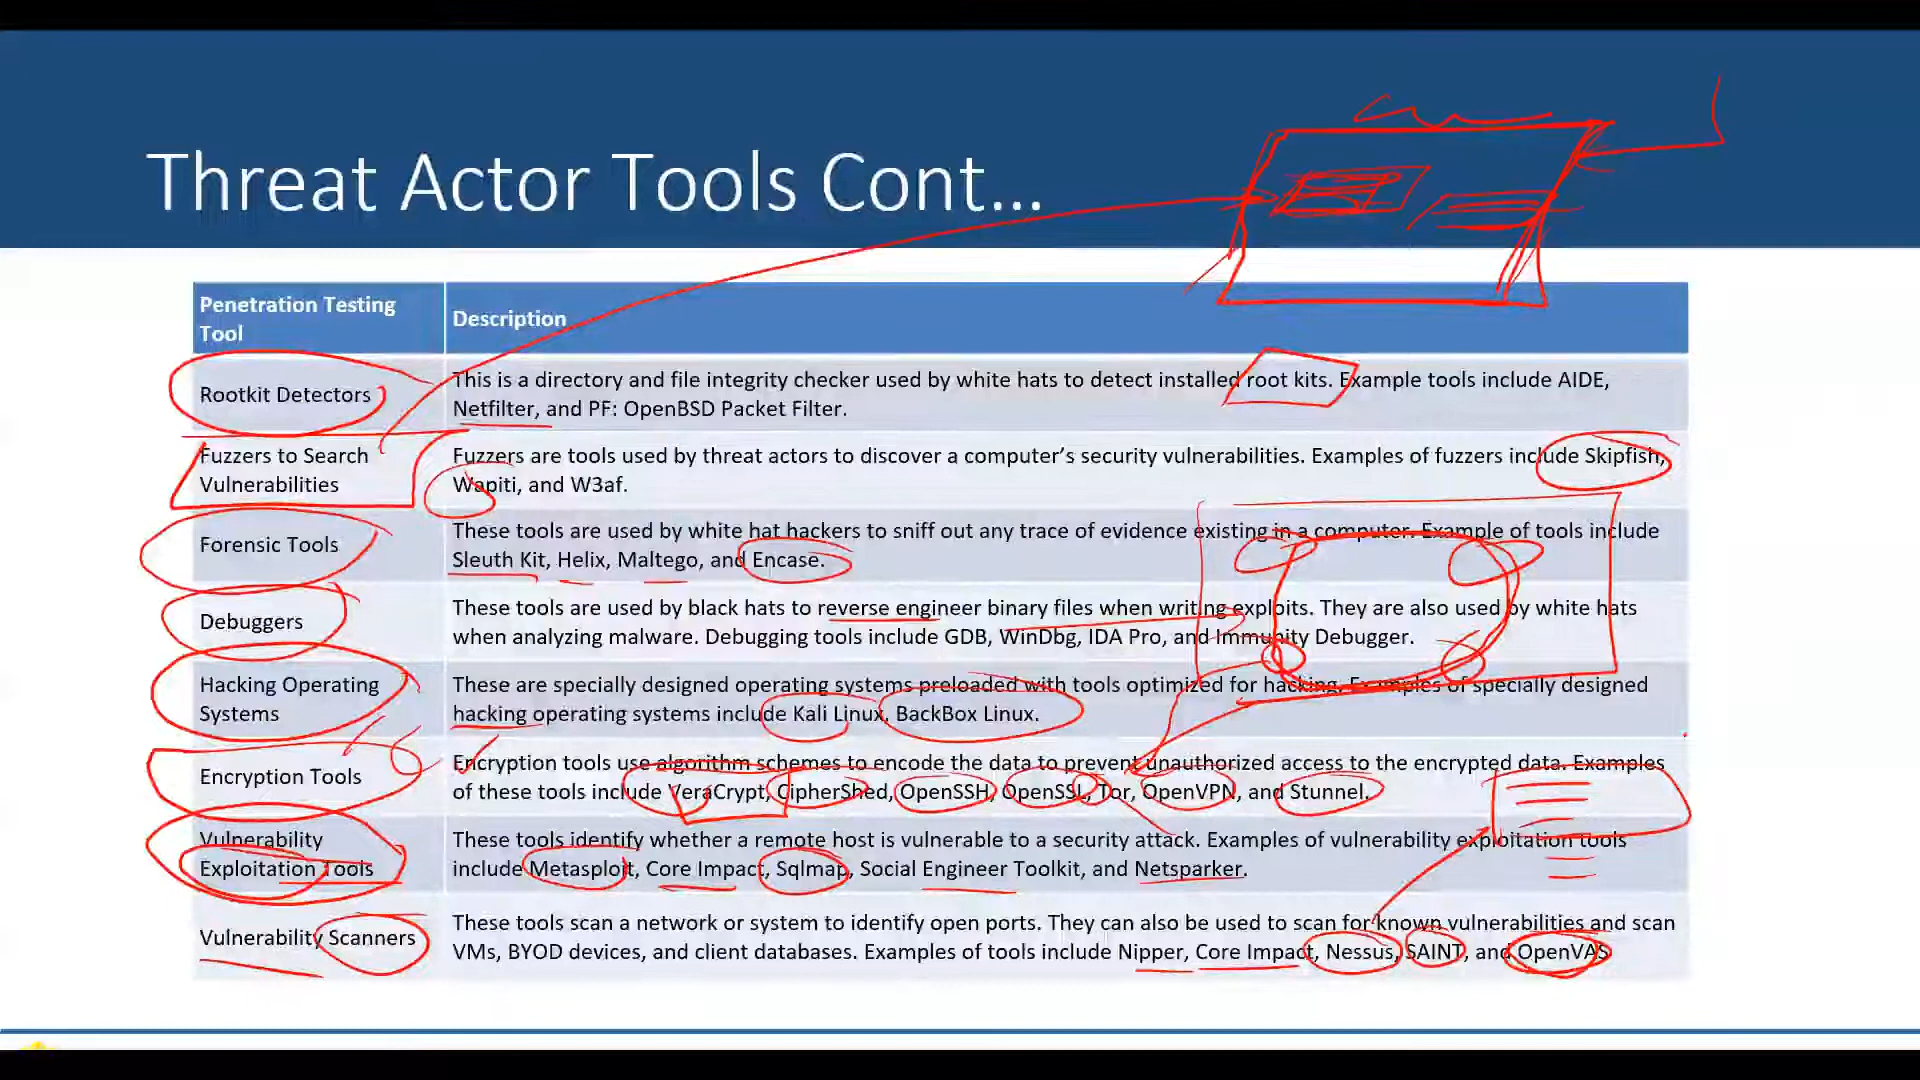 Threat Actor Tools Cont...
Penetration Testing
Tool
Description
Rootkit Detectors
This is a directory and file integrity checker used by white hats to detect installed root kits. Example tools include AIDE,
Netfilter, and PF: OpenBSD Packet Filter.
Fuzzers to Search
Vulnerabilities
Fuzzers are tools used by threat actors to discover a computer's security vulnerabilities. Examples of fuzzers include Skipfish,
Wapiti, and W3af.
Forensic Tools
These tools are used by white hat hackers to sniff out any trace of evidence existing in a computer. Example of tools include
Sleuth Kit, Helix, Maltego, and Encase.
Debuggers
These tools are used by black hats to reverse engineer binary files when writing exploits. They are also used by white hats
when analyzing malware. Debugging tools include GDB, WinDbg, IDA Pro, and Immunity Debugger.
Hacking Operating
Systems
These are specially designed operating systems preloaded with tools optimized for hacking. Examples of specially designed
hacking operating systems include Kali Linux, BackBox Linux.
Encryption Tools
Encryption tools use algorithm schemes to encode the data to prevent unauthorized access to the encrypted data. Examples
of these tools include VeraCrypt, CipherShed, OpenSSH, OpenSSL, Tor, OpenVPN, and Stunnel.
Vulnerability
Exploitation Tools
These tools identify whether a remote host is vulnerable to a security attack. Examples of vulnerability exploitation tools
include Metasploit, Core Impact, Sqlmap, Social Engineer Toolkit, and Netsparker.
Vulnerability Scanners
These tools scan a network or system to identify open ports. They can also be used to scan for known vulnerabilities and scan
VMs, BYOD devices, and client databases. Examples of tools include Nipper, Core Impact, Nessus, SAINT, and OpenVAS